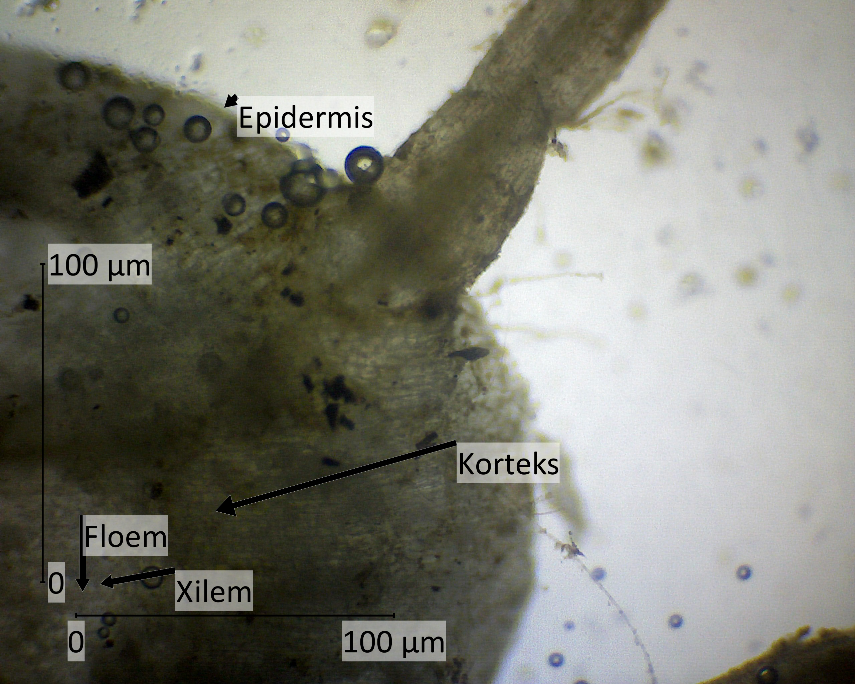 Epidermis
100 µm
Korteks
Floem
0
Xilem
0
100 µm